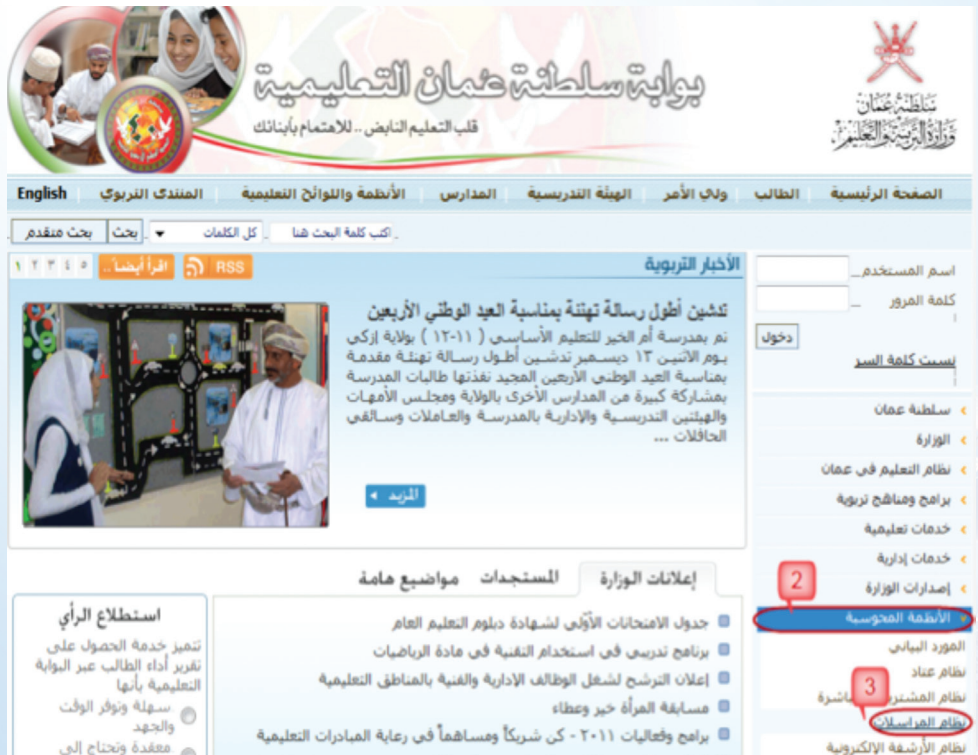 بوابة سلطنة عمان التعليمية
قلب التعليم النابض .. للاهتمام بأبنائك
سلطنة عمان
وزارة التربية والتعليم
الصفحة الرئيسية | الطالب | ولي الأمر | الهيئة التدريسية | المدارس | الأنظمة واللوائح التعليمية | المنتدى التربوي | English
اكتب كلمة البحث هنا كل الكلمات بحث بحث متقدم
اسم المستخدم
كلمة المرور
دخول
نسيت كلمة السر
سلطنة عمان
الوزارة
نظام التعليم في عمان
برامج ومناهج تربوية
خدمات تعليمية
خدمات إدارية
إصدارات الوزارة
2
الأنظمة المحوسبة
المورد البياني
نظام عتاد
نظام المشتريات المباشرة
3
نظام المراسلات
نظام الأرشفة الإلكترونية
الأخبار التربوية
RSS
اقرأ أيضاً ..
٥ ٤ ٣ ٢ ١
تدشين أطول رسالة تهنئة بمناسبة العيد الوطني الأربعين
تم بمدرسة أم الخير للتعليم الأساسي ( ١١-١٢ ) بولاية إزكي
يوم الاثنين ١٣ ديسمبر تدشين أطول رسالة تهنئة مقدمة
بمناسبة العيد الوطني الأربعين المجيد نفذتها طالبات المدرسة
بمشاركة كبيرة من المدارس الأخرى بالولاية ومجلس الأمهات
والهيئتين التدريسية والإدارية بالمدرسة والعاملات وسائقي
الحافلات ...
المزيد
إعلانات الوزارة المستجدات مواضيع هامة
جدول الامتحانات الأوّلى لشهادة دبلوم التعليم العام
برنامج تدريبي في استخدام التقنية في مادة الرياضيات
إعلان الترشح لشغل الوظائف الإدارية والفنية بالمناطق التعليمية
مسابقة المرأة خير وعطاء
برامج وفعاليات ٢٠١١ - كن شريكاً ومساهماً في رعاية المبادرات التعليمية
استطلاع الرأي
تتميز خدمة الحصول على
تقرير أداء الطالب عبر البوابة
التعليمية بأنها
سهلة وتوفر الوقت
والجهد
معقدة وتحتاج إلى